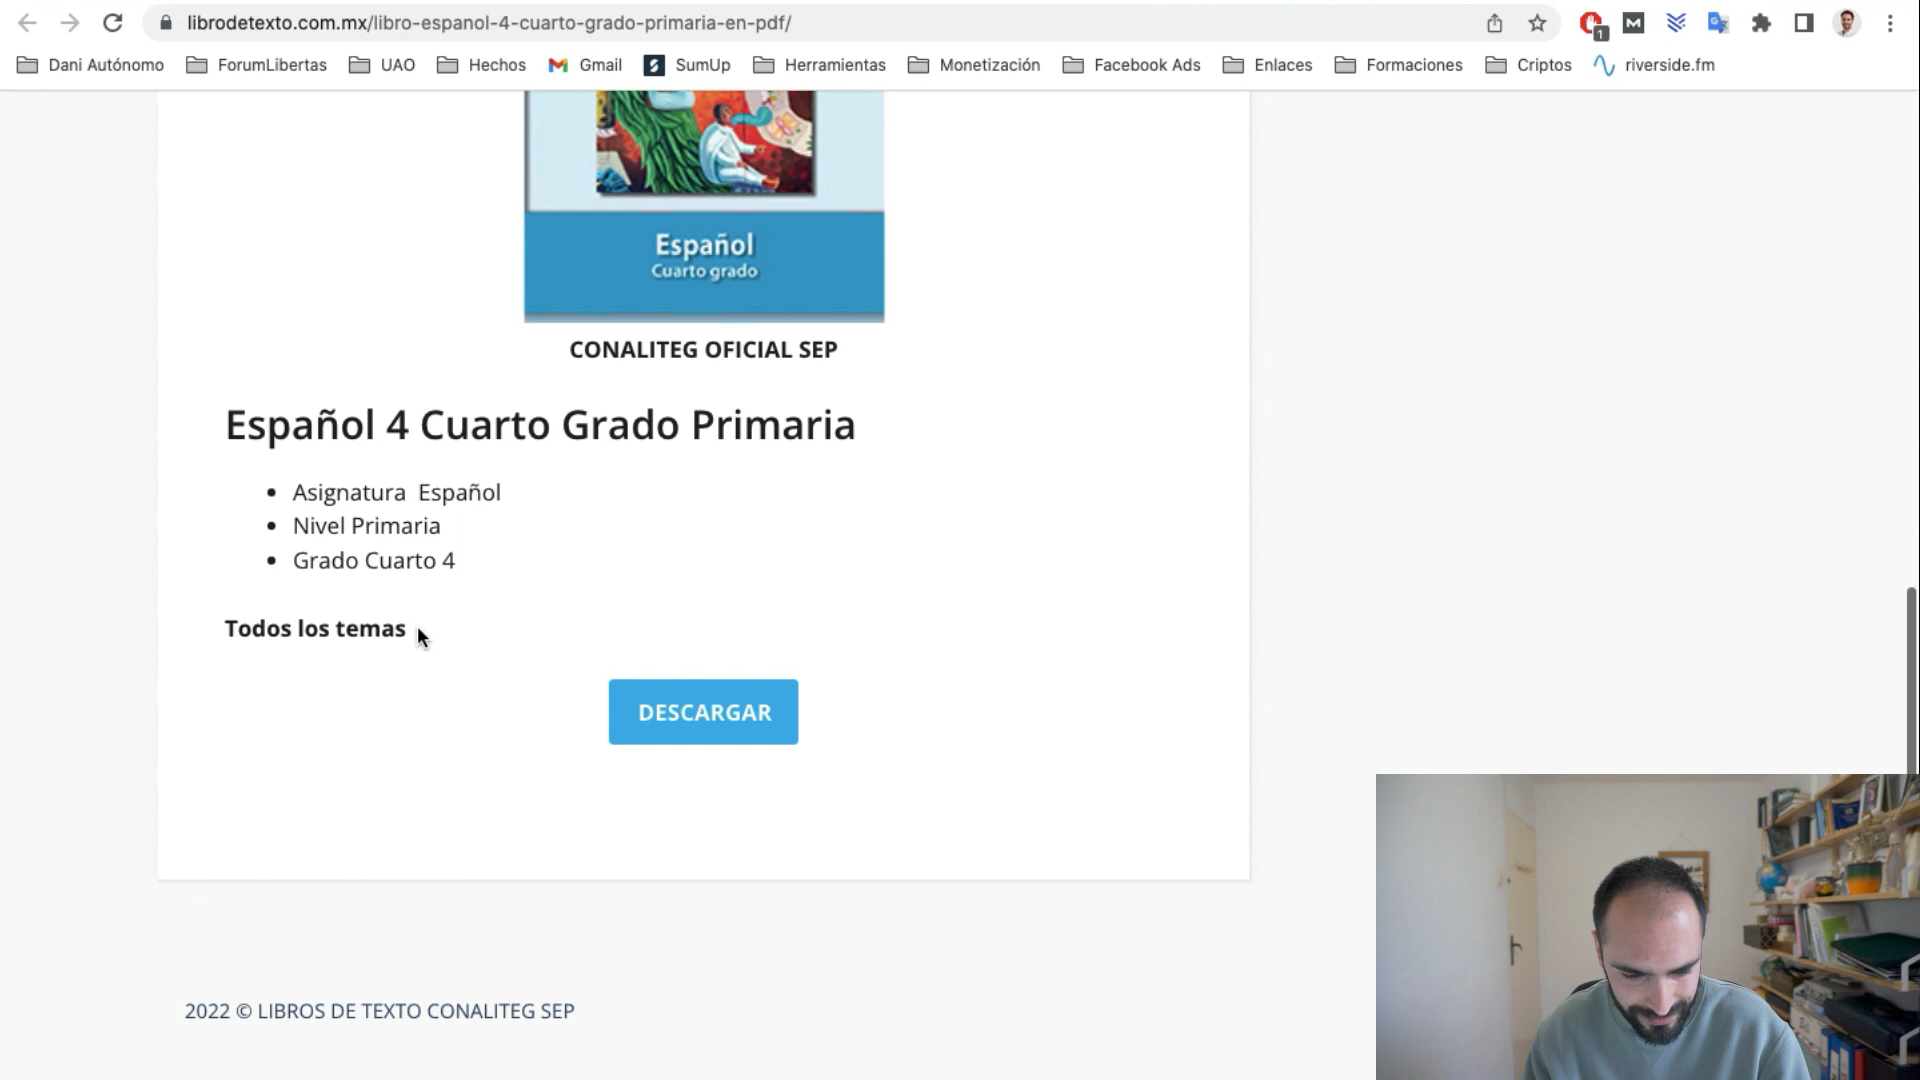 librodetexto.com.mx/libro-espanol-4-cuarto-grado-primaria-en-pdf/
1
Dani Autónomo ForumLibertas UAO Hechos Gmail SumUp Herramientas Monetización Facebook Ads Enlaces Formaciones Criptos riverside.fm
Español
Cuarto grado
CONALITEG OFICIAL SEP
Español 4 Cuarto Grado Primaria
Asignatura Español
Nivel Primaria
Grado Cuarto 4
Todos los temas
DESCARGAR
2022 © LIBROS DE TEXTO CONALITEG SEP